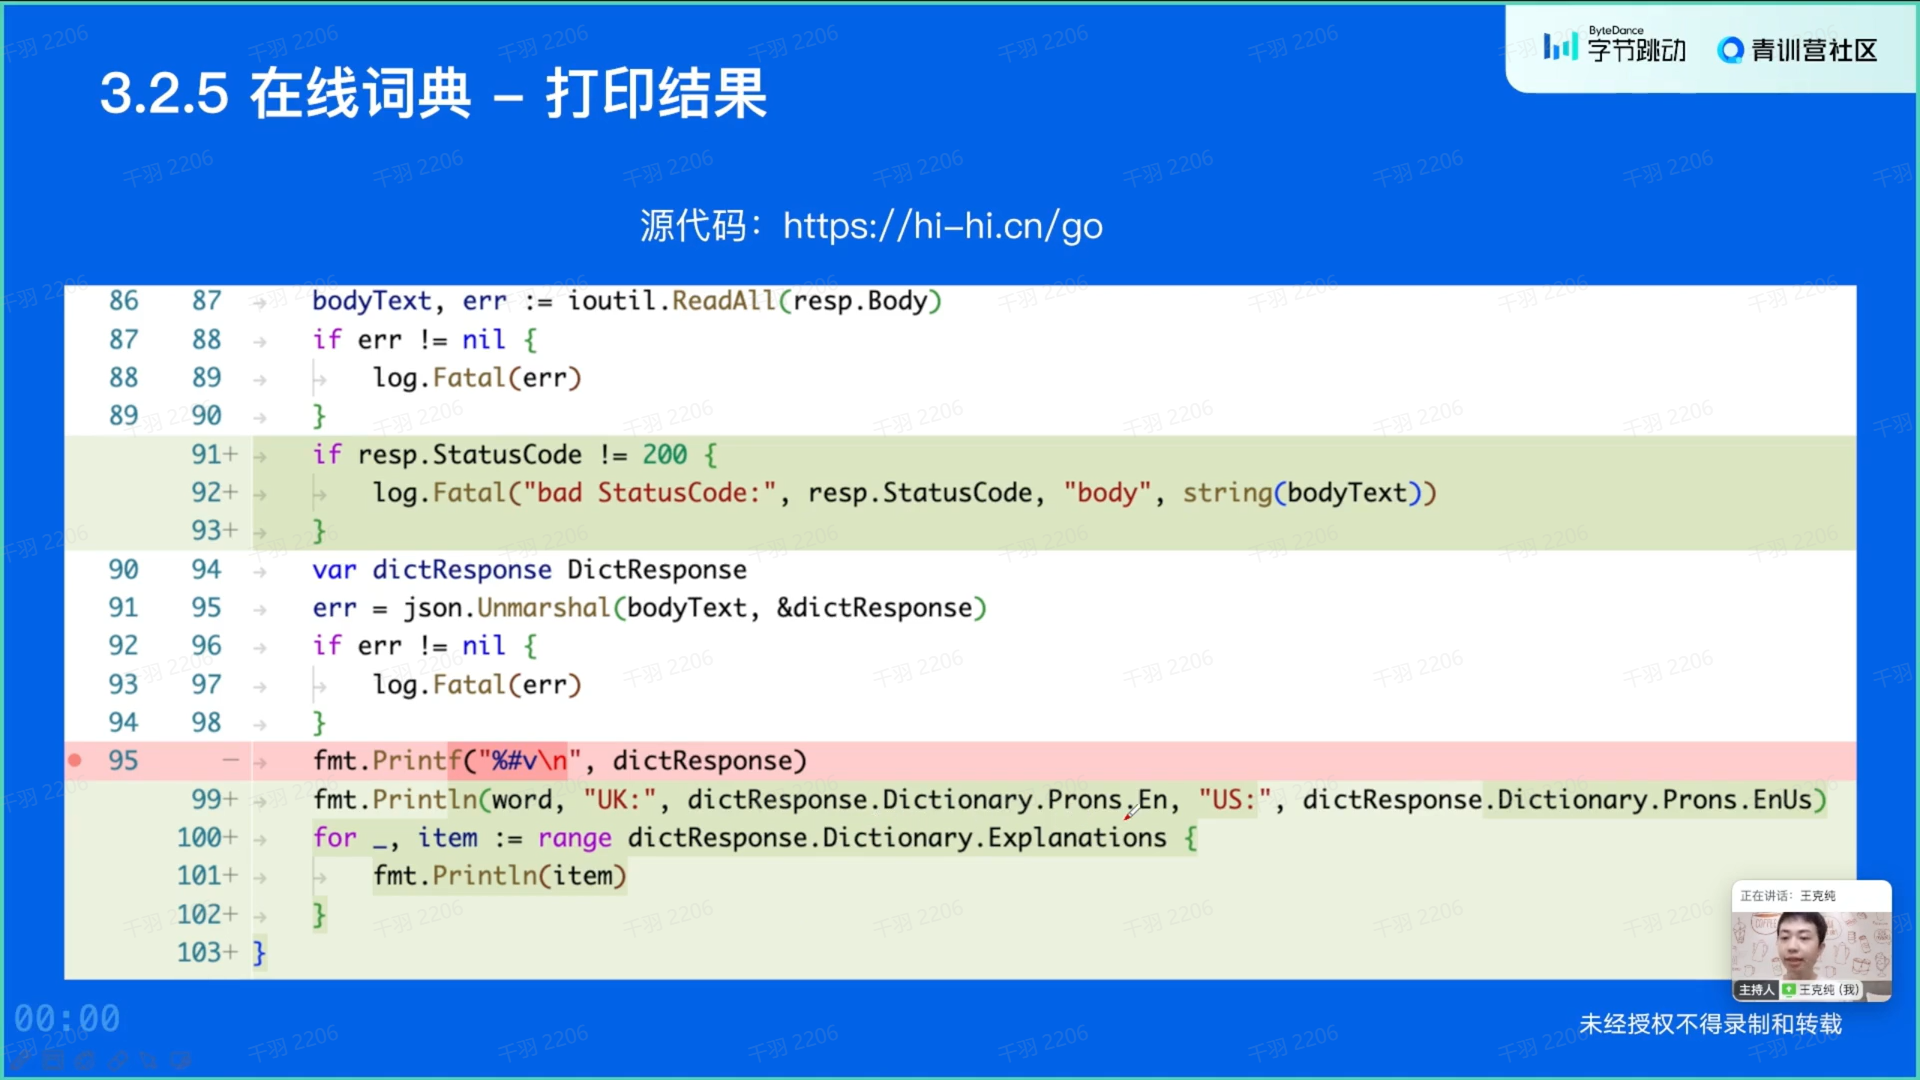 ByteDance
字节跳动
青训营社区
3.2.5 在线词典 – 打印结果
源代码：https://hi-hi.cn/go
86 87 bodyText, err := ioutil.ReadAll(resp.Body)
87 88 if err != nil {
88 89 log.Fatal(err)
89 90 }
91+ if resp.StatusCode != 200 {
92+ log.Fatal("bad StatusCode:", resp.StatusCode, "body", string(bodyText))
93+ }
90 94 var dictResponse DictResponse
91 95 err = json.Unmarshal(bodyText, &dictResponse)
92 96 if err != nil {
93 97 log.Fatal(err)
94 98 }
95 − fmt.Printf("%#v\n", dictResponse)
99+ fmt.Println(word, "UK:", dictResponse.Dictionary.Prons.En, "US:", dictResponse.Dictionary.Prons.EnUs)
100+ for _, item := range dictResponse.Dictionary.Explanations {
101+ fmt.Println(item)
102+ }
103+ }
正在讲话：王克纯
主持人 王克纯 (我)
00:00
未经授权不得录制和转载
千羽 2206